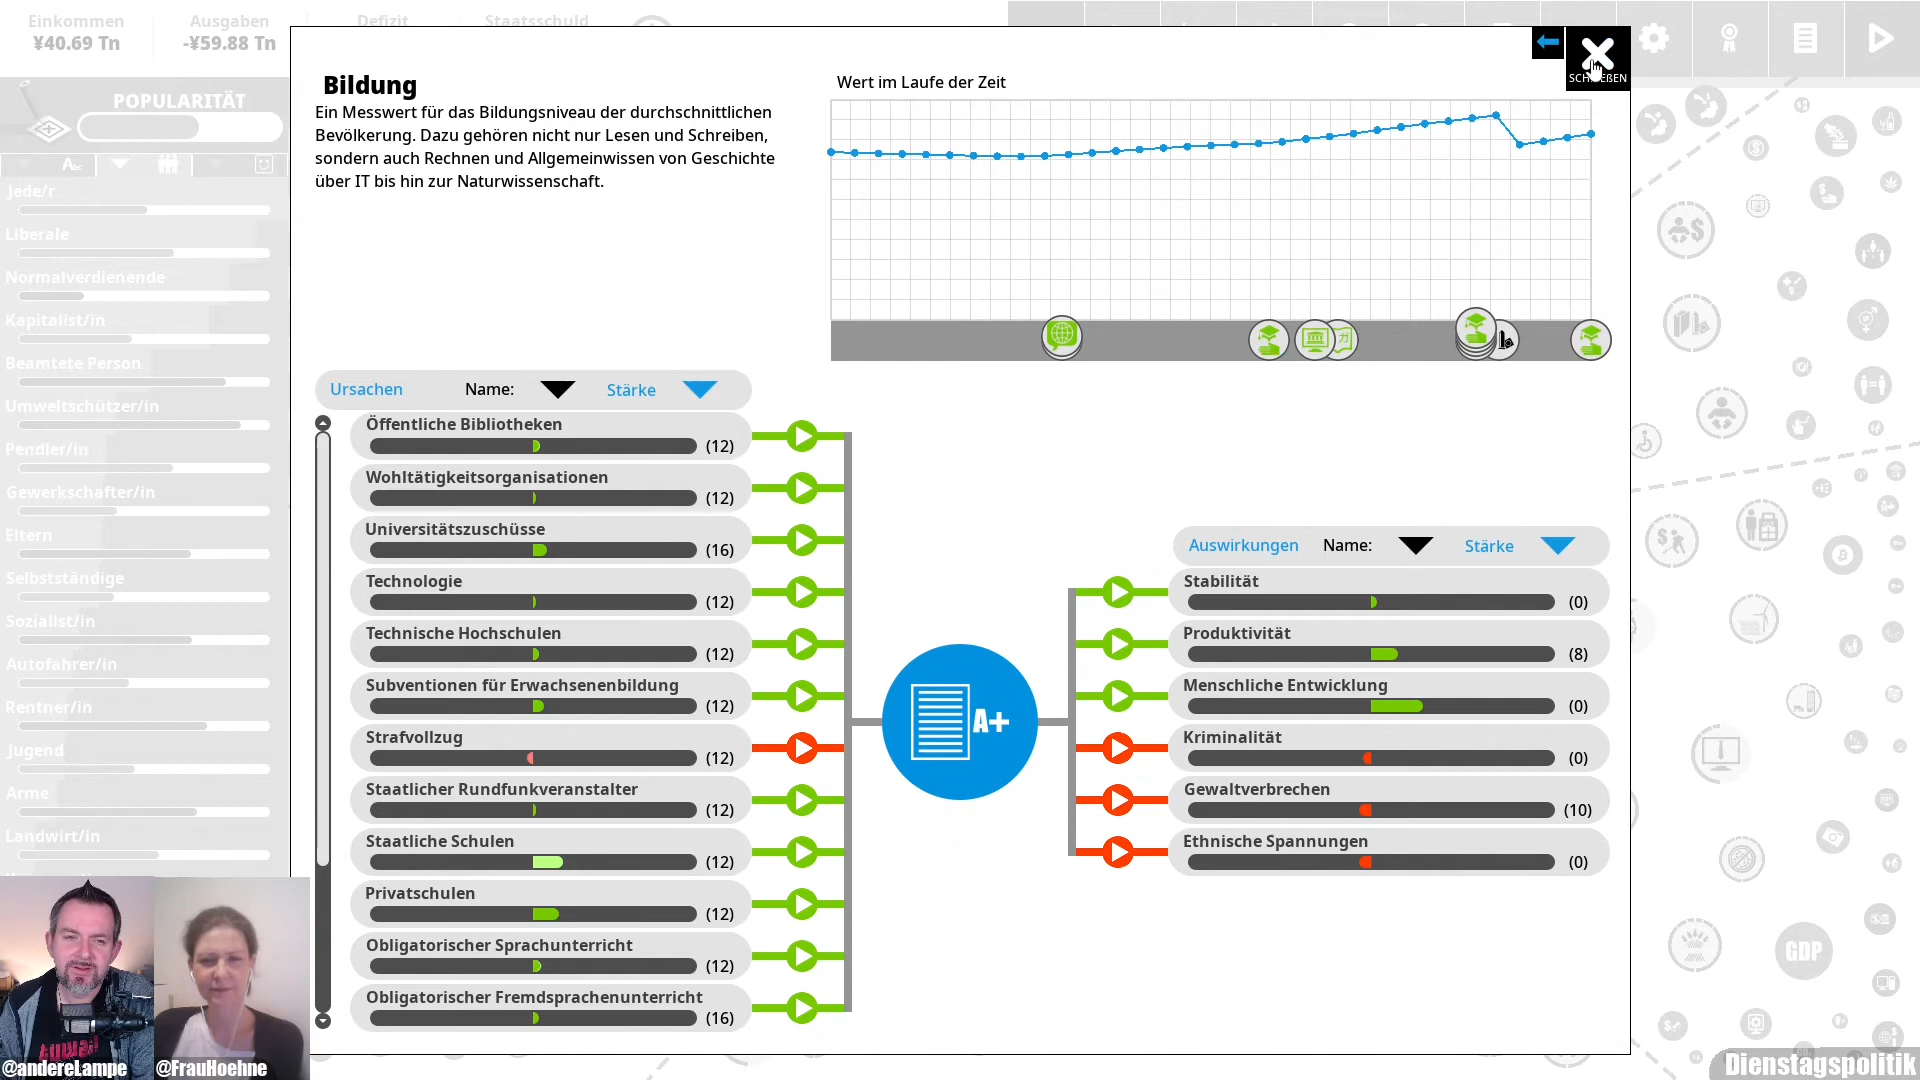 Einkommen
Ausgaben
Defizit
Staatsschuld
¥40.69 Tn
-¥59.88 Tn
SCHLIEßEN
Bildung
Wert im Laufe der Zeit
Ein Messwert für das Bildungsniveau der durchschnittlichen
Bevölkerung. Dazu gehören nicht nur Lesen und Schreiben,
sondern auch Rechnen und Allgemeinwissen von Geschichte
über IT bis hin zur Naturwissenschaft.
POPULARITÄT
Abc
Jede/r
Liberale
Normalverdienende
Kapitalist/in
Beamtete Person
Umweltschützer/in
Pendler/in
Gewerkschafter/in
Eltern
Selbstständige
Sozialist/in
Autofahrer/in
Rentner/in
Jugend
Arme
Landwirt/in
Ursachen Name: Stärke
Öffentliche Bibliotheken
(12)
Wohltätigkeitsorganisationen
(12)
Universitätszuschüsse
(16)
Technologie
(12)
Technische Hochschulen
(12)
Subventionen für Erwachsenenbildung
(12)
Strafvollzug
(12)
Staatlicher Rundfunkveranstalter
(12)
Staatliche Schulen
(12)
Privatschulen
(12)
Obligatorischer Sprachunterricht
(12)
Obligatorischer Fremdsprachenunterricht
(16)
A+
Auswirkungen Name: Stärke
Stabilität
(0)
Produktivität
(8)
Menschliche Entwicklung
(0)
Kriminalität
(0)
Gewaltverbrechen
(10)
Ethnische Spannungen
(0)
GDP
@andereLampe
@FrauHoehne
Dienstagspolitik